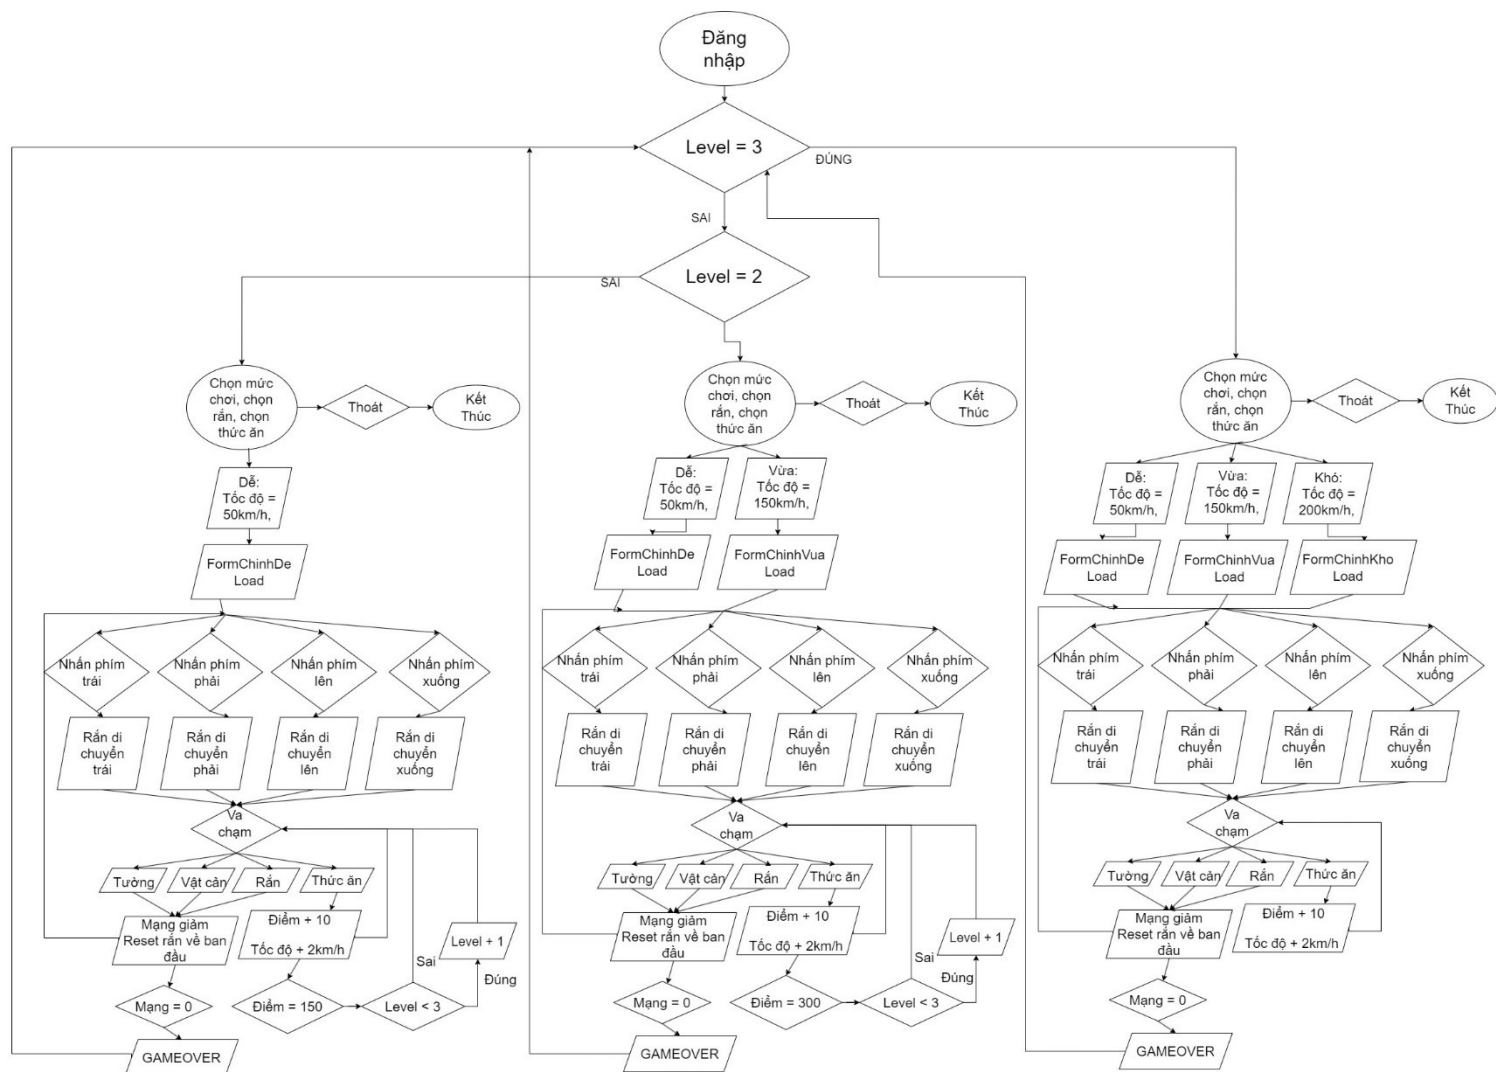 Đăng
nhập
Level = 3
ĐÚNG
SAI
Level = 2
SAI
Chọn mức
chơi, chọn
rắn, chọn
thức ăn
Thoát
Kết
Thúc
Chọn mức
chơi, chọn
rắn, chọn
thức ăn
Thoát
Kết
Thúc
Chọn mức
chơi, chọn
rắn, chọn
thức ăn
Thoát
Kết
Thúc
Dễ:
Tốc độ =
50km/h,
FormChinhDe
Load
Nhấn phím
trái
Nhấn phím
phải
Nhấn phím
lên
Nhấn phím
xuống
Rắn di
chuyển
trái
Rắn di
chuyển
phải
Rắn di
chuyển
lên
Rắn di
chuyển
xuống
Va
chạm
Tường
Vật cản
Rắn
Thức ăn
Mạng giảm
Reset rắn về ban
đầu
Điểm + 10
Tốc độ + 2km/h
Sai
Level + 1
Đúng
Mạng = 0
Điểm = 150
Level < 3
GAMEOVER
Dễ:
Tốc độ =
50km/h,
Vừa:
Tốc độ =
150km/h,
FormChinhDe
Load
FormChinhVua
Load
Nhấn phím
trái
Nhấn phím
phải
Nhấn phím
lên
Nhấn phím
xuống
Rắn di
chuyển
trái
Rắn di
chuyển
phải
Rắn di
chuyển
lên
Rắn di
chuyển
xuống
Va
chạm
Tường
Vật cản
Rắn
Thức ăn
Mạng giảm
Reset rắn về ban
đầu
Điểm + 10
Tốc độ + 2km/h
Sai
Level + 1
Đúng
Mạng = 0
Điểm = 300
Level < 3
GAMEOVER
Dễ:
Tốc độ =
50km/h,
Vừa:
Tốc độ =
150km/h,
Khó:
Tốc độ =
200km/h,
FormChinhDe
Load
FormChinhVua
Load
FormChinhKho
Load
Nhấn phím
trái
Nhấn phím
phải
Nhấn phím
lên
Nhấn phím
xuống
Rắn di
chuyển
trái
Rắn di
chuyển
phải
Rắn di
chuyển
lên
Rắn di
chuyển
xuống
Va
chạm
Tường
Vật cản
Rắn
Thức ăn
Mạng giảm
Reset rắn về ban
đầu
Điểm + 10
Tốc độ + 2km/h
Mạng = 0
GAMEOVER